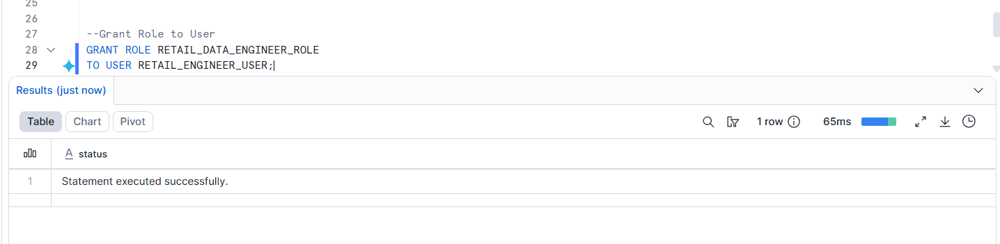 25
26
27 --Grant Role to User
28 GRANT ROLE RETAIL_DATA_ENGINEER_ROLE
29 TO USER RETAIL_ENGINEER_USER;
Results (just now)
Table Chart Pivot 1 row 65ms
A status
1 Statement executed successfully.